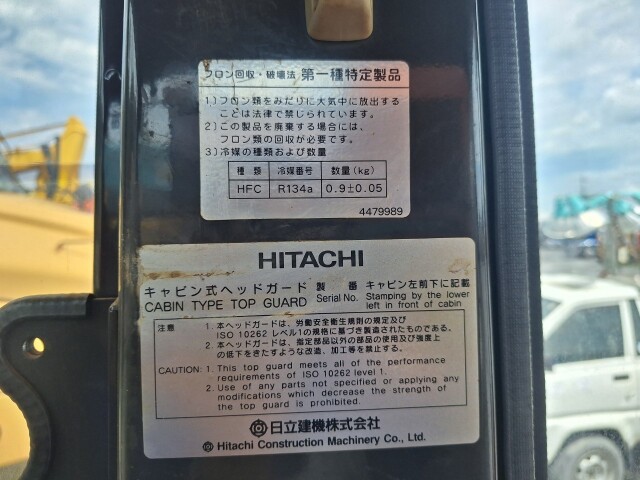 フロン回収・破壊法 第一種特定製品
1)フロン類をみだりに大気中に放出する
ことは法律で禁じられています。
2)この製品を廃棄する場合には、
フロン類の回収が必要です。
3)冷媒の種類および数量
種 類 冷媒番号 数量(kg)
HFC R134a 0.9±0.05
4479989
HITACHI
キャビン式ヘッドガード 製 番 キャビン左前下に記載
CABIN TYPE TOP GUARD Serial No. Stamping by the lower
left in front of cabin
注意 1. 本ヘッドガードは、労働安全衛生規則の規定及び
ISO 10262 レベル1の規格に基づき製造されたものである。
2. 本ヘッドガードは、指定部品以外の部品の使用及び強度上
の低下をきたすような改造、加工等を禁止する。
CAUTION: 1. This top guard meets all of the performance
requirements of ISO 10262 level 1.
2. Use of any parts not specified or applying any
modifications which decrease the strength of
the top guard is prohibited.
日立建機株式会社
Hitachi Construction Machinery Co., Ltd.